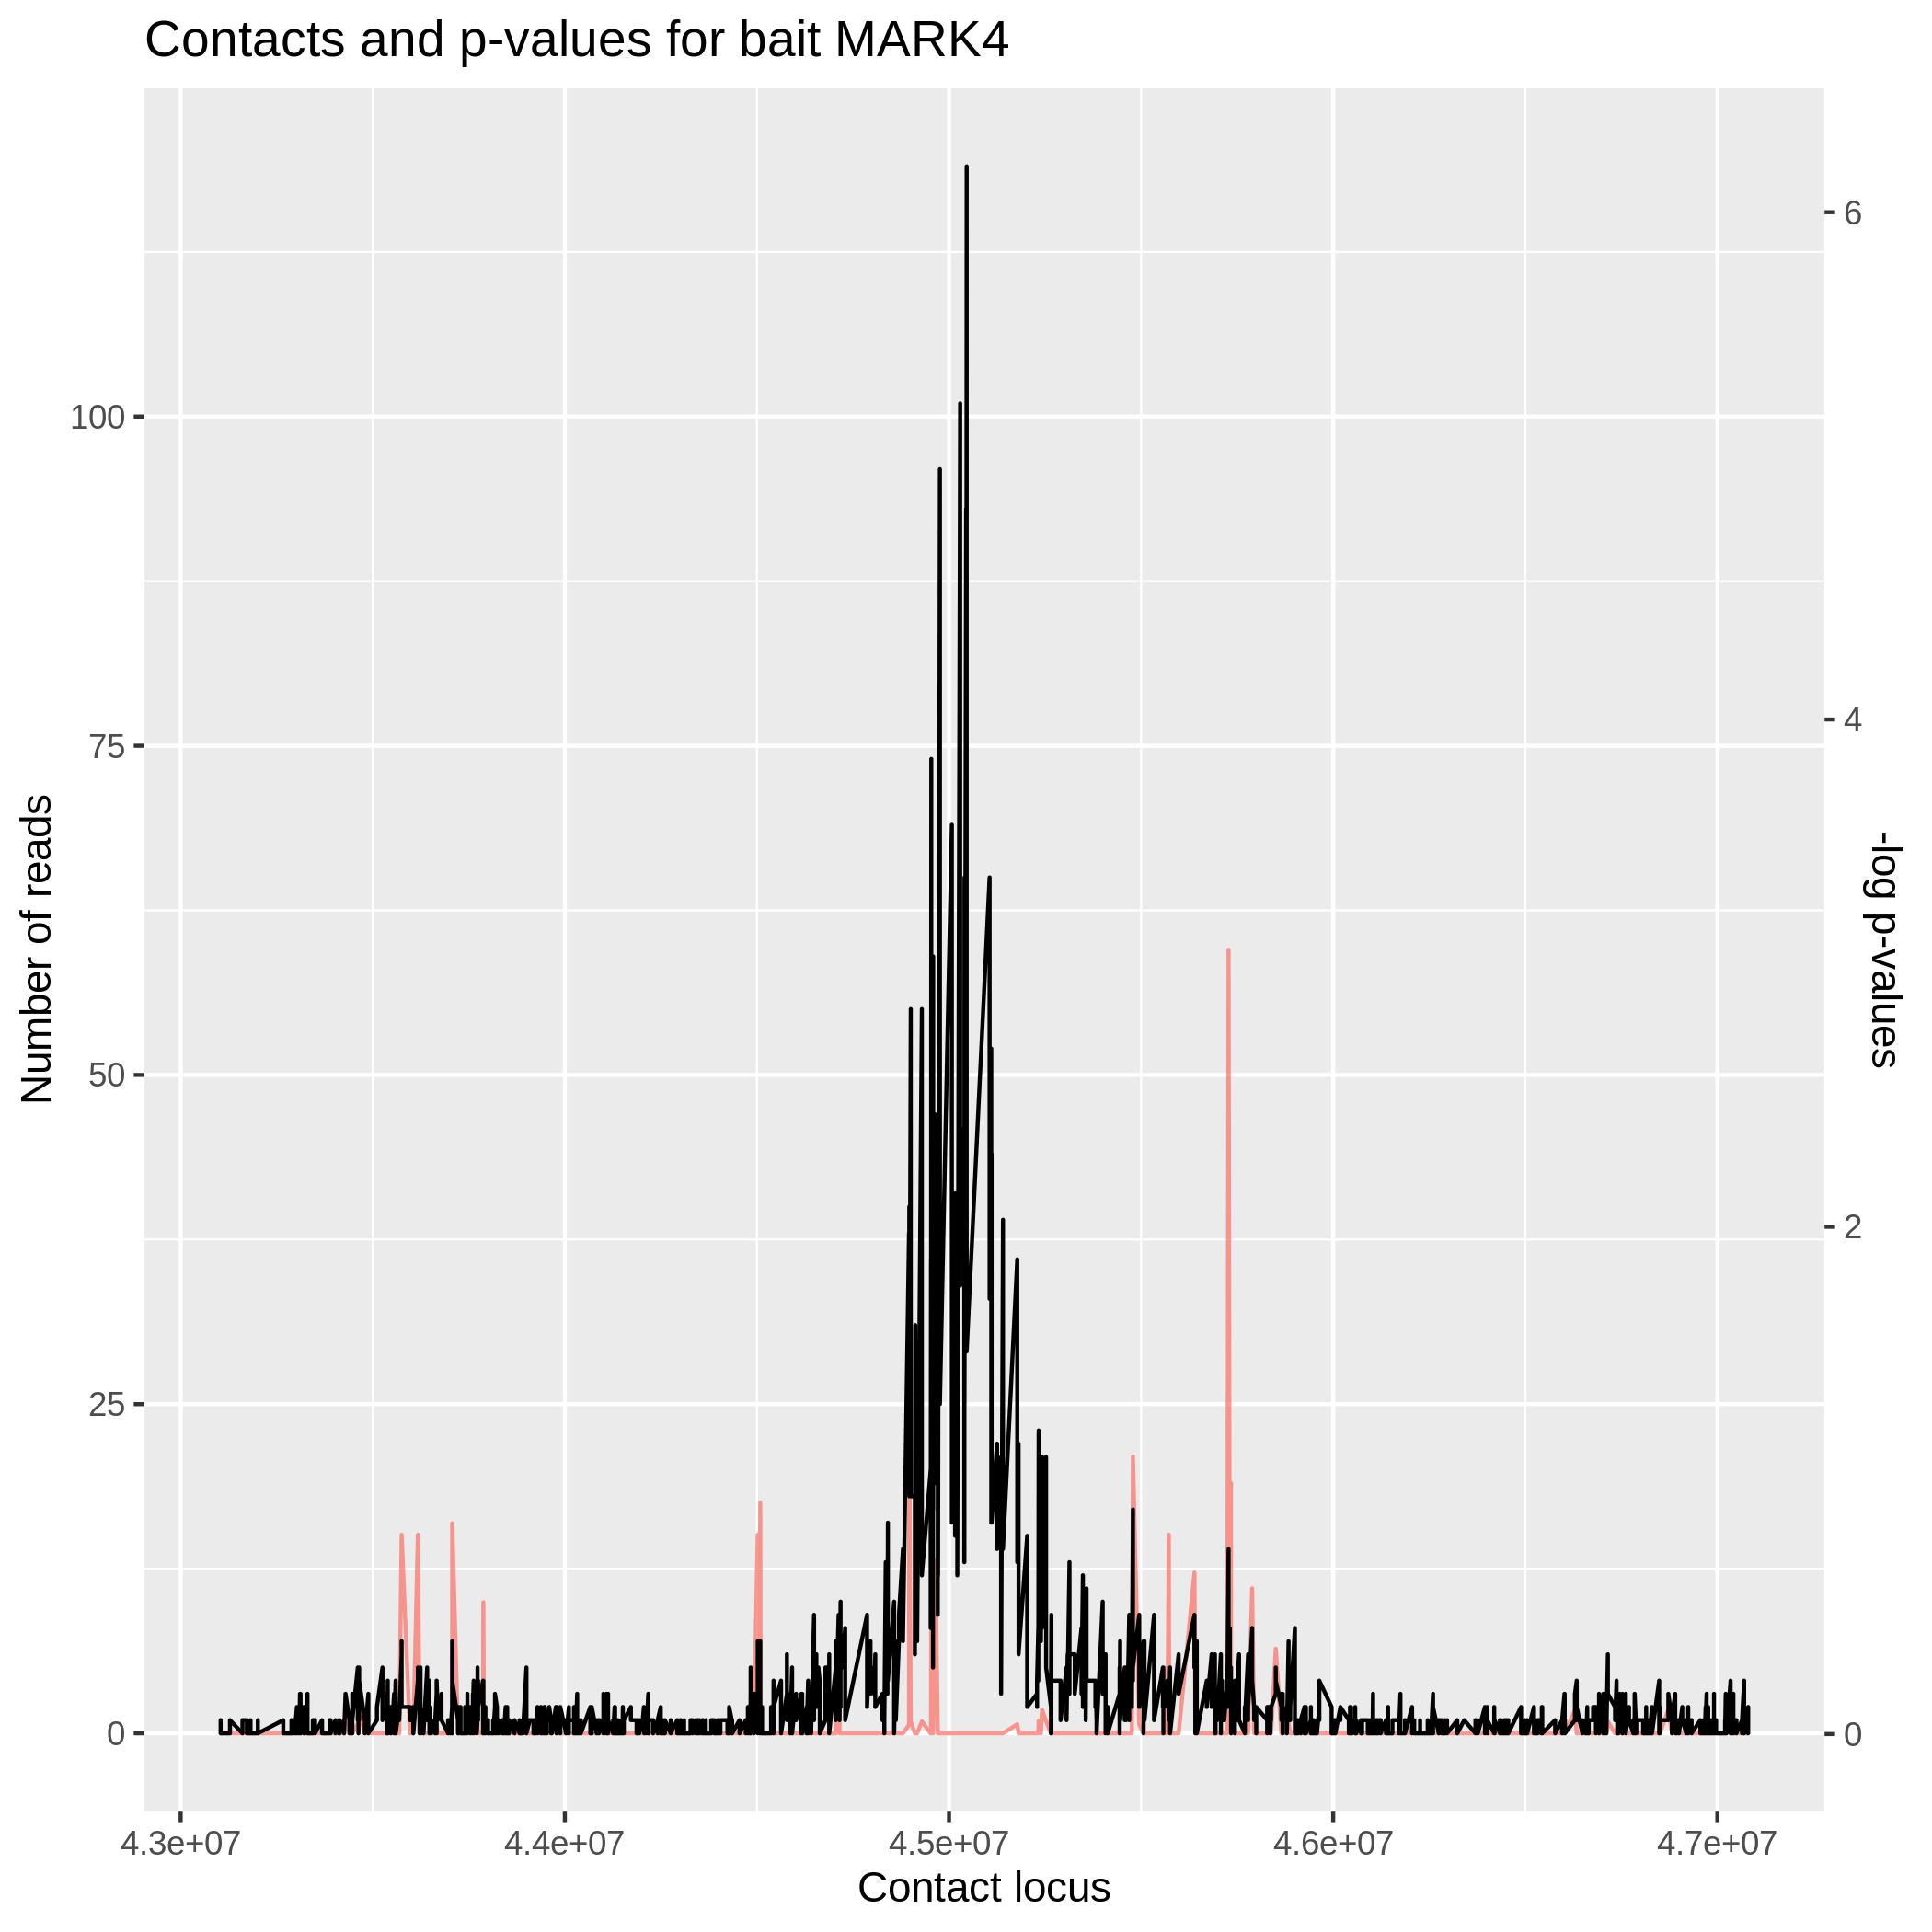 Contacts and p-values for bait MARK4
Number of reads
100
75
50
25
0
6
4
2
0
-log p-values
4.3e+07
4.4e+07
4.5e+07
4.6e+07
4.7e+07
Contact locus